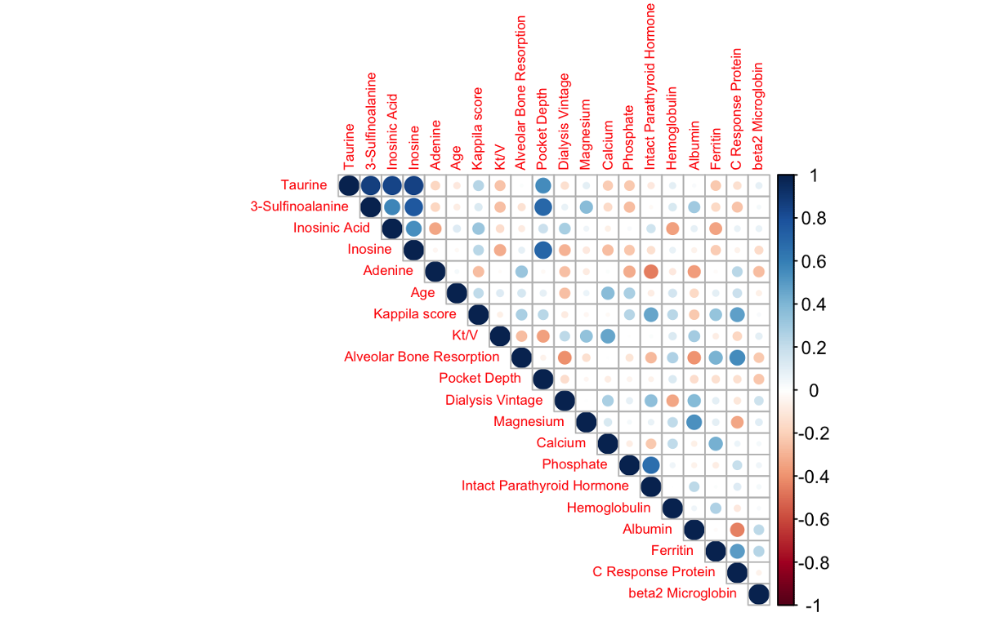 Taurine
3-Sulfinoalanine
Inosinic Acid
Inosine
Adenine
Age
Kappila score
Kt/V
Alveolar Bone Resorption
Pocket Depth
Dialysis Vintage
Magnesium
Calcium
Phosphate
Intact Parathyroid Hormone
Hemoglobulin
Albumin
Ferritin
C Response Protein
beta2 Microglobin
Taurine
3-Sulfinoalanine
Inosinic Acid
Inosine
Adenine
Age
Kappila score
Kt/V
Alveolar Bone Resorption
Pocket Depth
Dialysis Vintage
Magnesium
Calcium
Phosphate
Intact Parathyroid Hormone
Hemoglobulin
Albumin
Ferritin
C Response Protein
beta2 Microglobin
1
0.8
0.6
0.4
0.2
0
-0.2
-0.4
-0.6
-0.8
-1